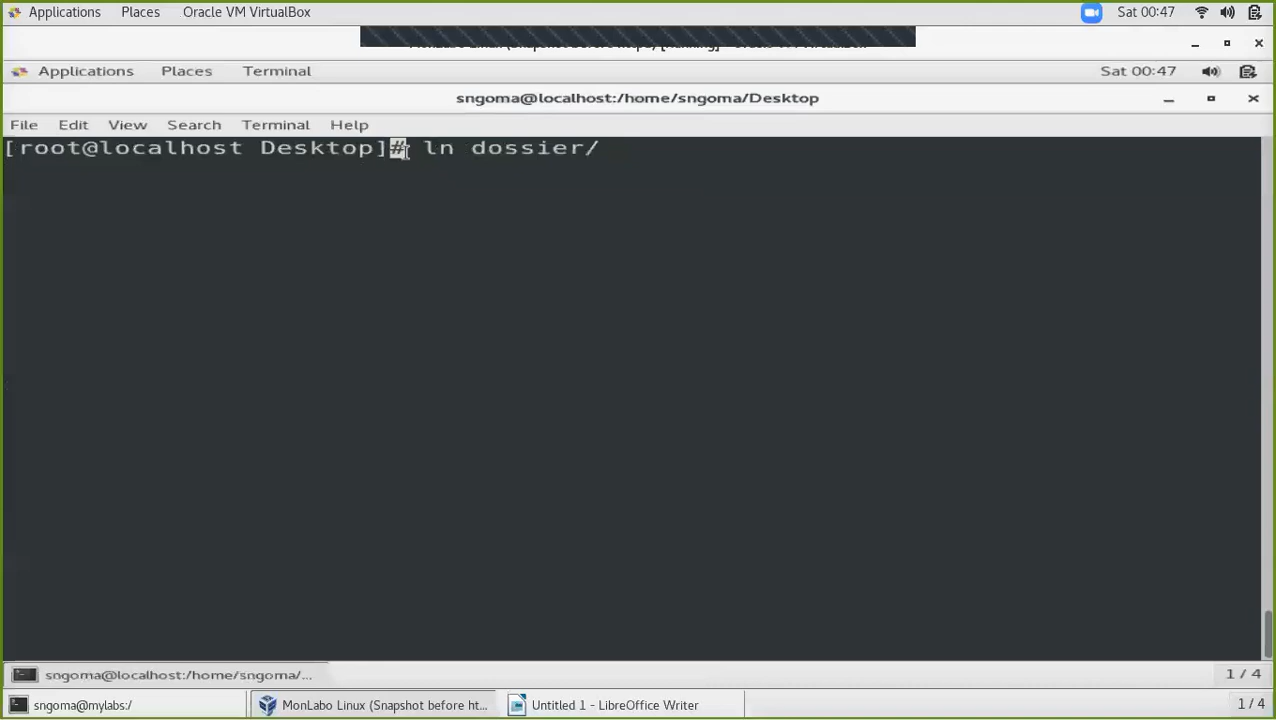 Applications Places Oracle VM VirtualBox Sat 00:47
Applications Places Terminal Sat 00:47
sngoma@localhost:/home/sngoma/Desktop
File Edit View Search Terminal Help
[root@localhost Desktop]# ln dossier/
sngoma@localhost:/home/sngoma/... 1 / 4
sngoma@mylabs:/ MonLabo Linux (Snapshot before ht... Untitled 1 - LibreOffice Writer 1 / 4